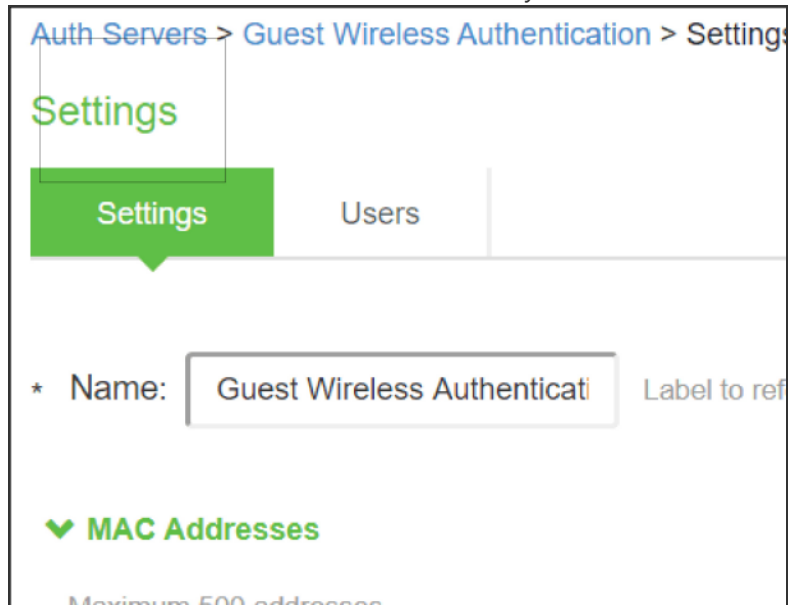 Auth Servers > Guest Wireless Authentication > Settings
Settings
Settings Users
* Name: Guest Wireless Authenticati Label to ref
MAC Addresses
Maximum 500 addresses